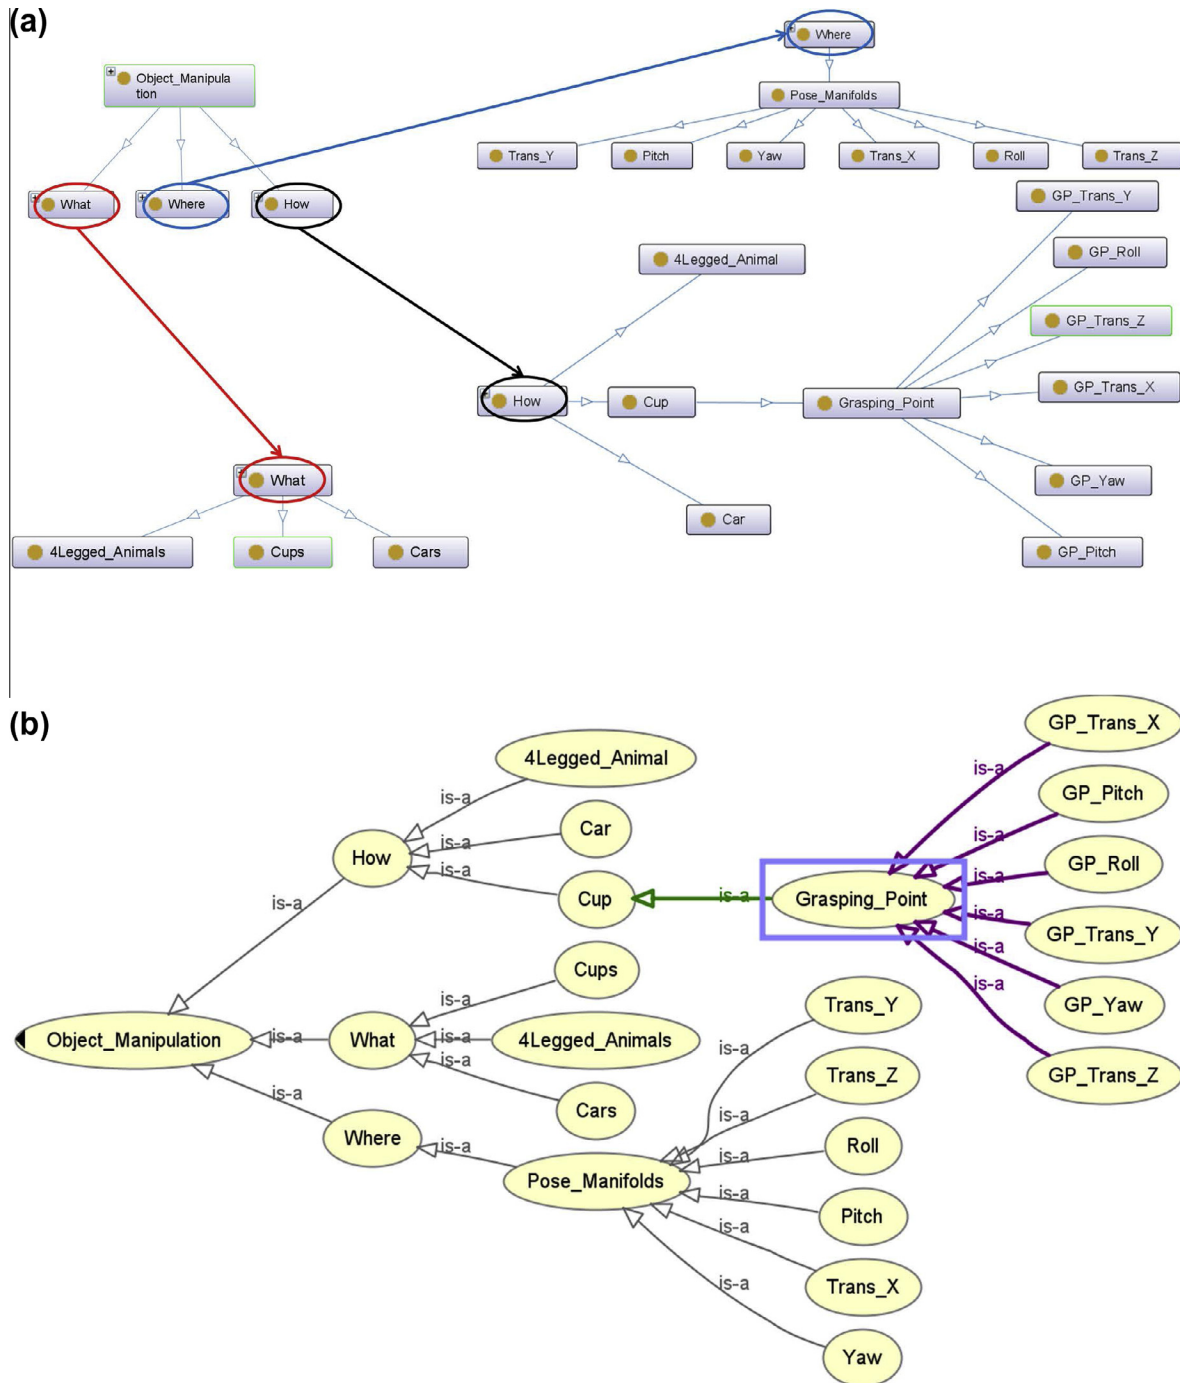 (a)
Where
Object_Manipula
tion
Pose_Manifolds
Trans_Y
Pitch
Yaw
Trans_X
Roll
Trans_Z
What
Where
How
GP_Trans_Y
4Legged_Animal
GP_Roll
GP_Trans_Z
How
Cup
Grasping_Point
GP_Trans_X
What
GP_Yaw
Car
4Legged_Animals
Cups
Cars
GP_Pitch
(b)
GP_Trans_X
4Legged_Animal
is-a
is-a
GP_Pitch
Car
is-a
is-a
How
is-a
GP_Roll
is-a
is-a
Cup
is-a
Grasping_Point
is-a
GP_Trans_Y
is-a
Cups
is-a
is-a
Trans_Y
GP_Yaw
Object_Manipulation
is-a
What
is-a
4Legged_Animals
is-a
Trans_Z
GP_Trans_Z
is-a
is-a
Cars
is-a
Where
is-a
is-a
Roll
Pose_Manifolds
is-a
Pitch
is-a
Trans_X
is-a
Yaw